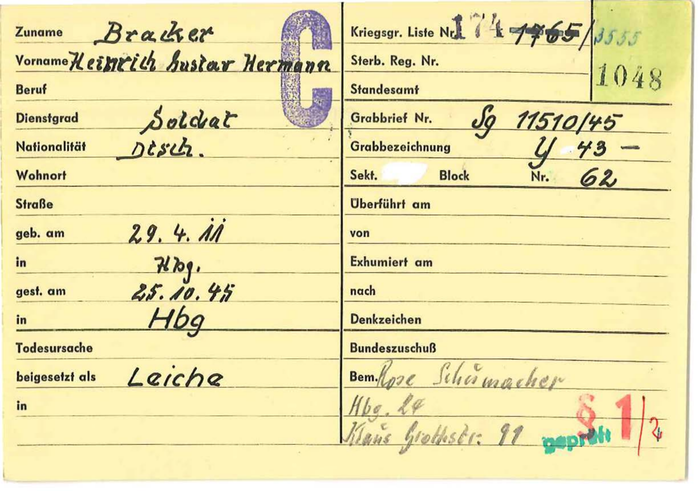 Zuname Bracker
Vorname Heinrich Gustav Hermann
Beruf
Dienstgrad Soldat
Nationalität Dtsch.
Wohnort
Straße
geb. am 29.4.11
in Hbg.
gest. am 25.10.45
in Hbg
Todesursache
beigesetzt als Leiche
in
C
Kriegsgr. Liste Nr. 174 1765/3555
Sterb. Reg. Nr.
1048
Standesamt
Grabbrief Nr. Sg 11510/45
Grabbezeichnung Y 43 —
Sekt. Block Nr. 62
Überführt am
von
Exhumiert am
nach
Denkzeichen
Bundeszuschuß
Bem. Rose Schumacher
Hbg. 24
Klaus Grothstr. 99
§ 1/2
geprüft